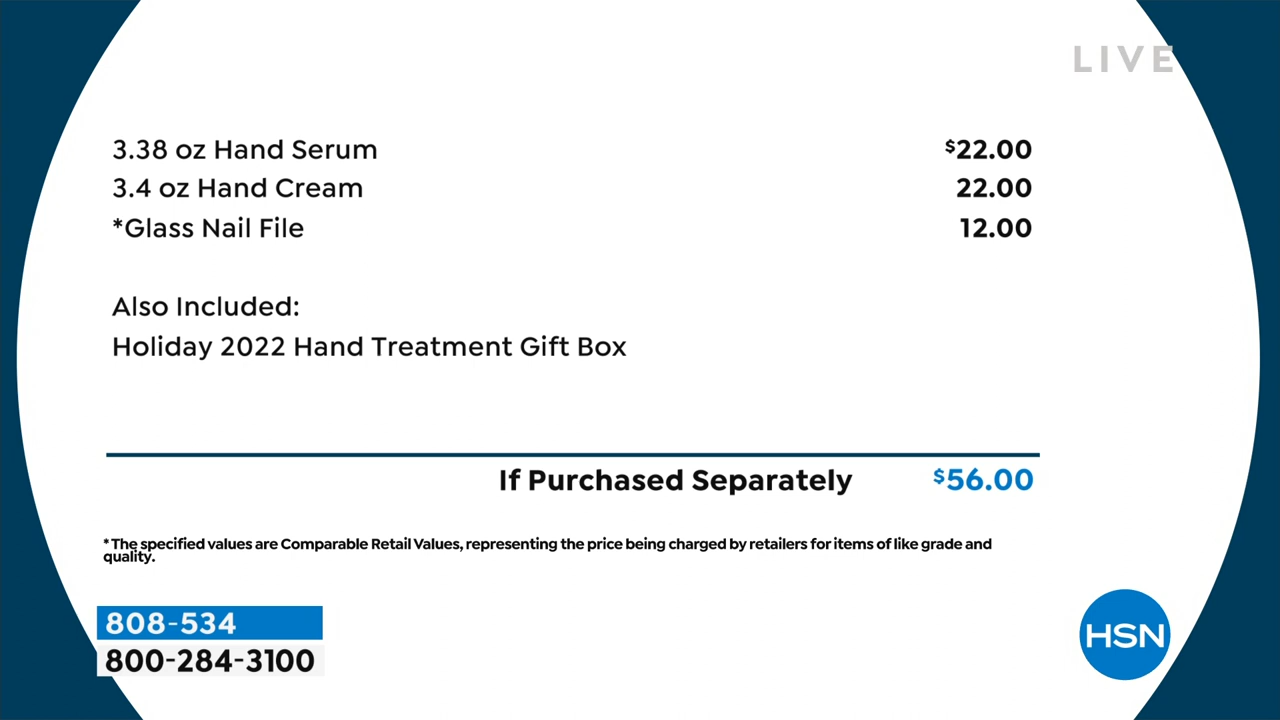 LIVE
3.38 oz Hand Serum $22.00
3.4 oz Hand Cream 22.00
*Glass Nail File 12.00
Also Included:
Holiday 2022 Hand Treatment Gift Box
If Purchased Separately $56.00
*The specified values are Comparable Retail Values, representing the price being charged by retailers for items of like grade and
quality.
808-534
800-284-3100
HSN